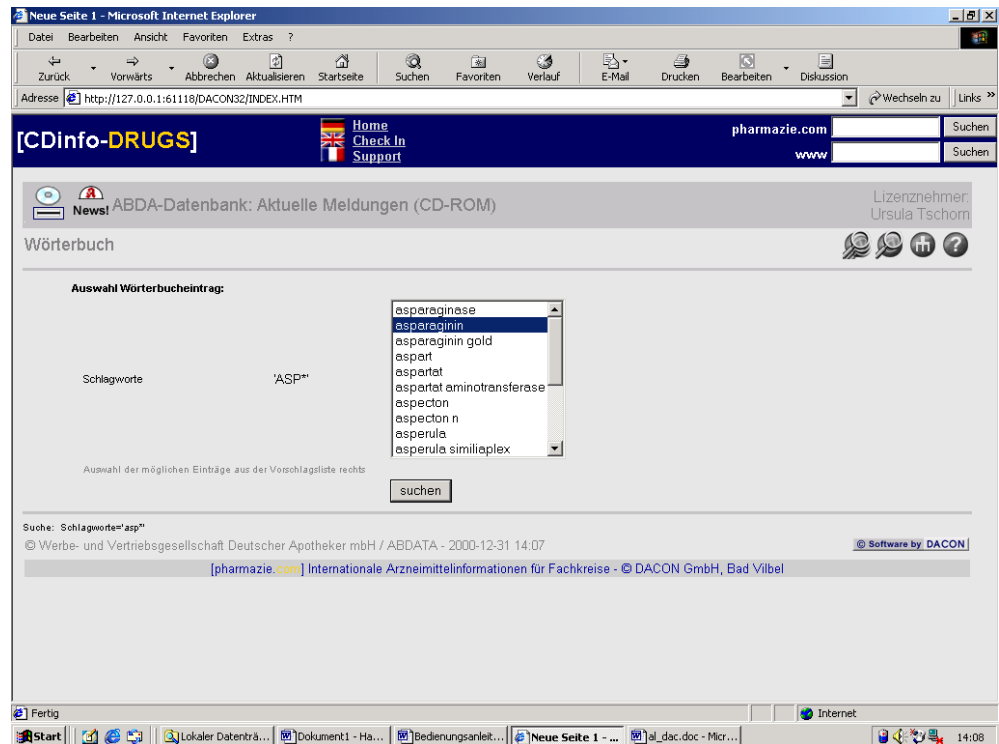 Neue Seite 1 - Microsoft Internet Explorer
Datei Bearbeiten Ansicht Favoriten Extras ?
Zurück Vorwärts Abbrechen Aktualisieren Startseite Suchen Favoriten Verlauf E-Mail Drucken Bearbeiten Diskussion
Adresse http://127.0.0.1:61118/DACON32/INDEX.HTM Wechseln zu Links »
[CDinfo-DRUGS]
Home
Check In
Support
pharmazie.com Suchen
www Suchen
News! ABDA-Datenbank: Aktuelle Meldungen (CD-ROM)
Lizenznehmer:
Ursula Tschorn
Wörterbuch
Auswahl Wörterbucheintrag:
Schlagworte 'ASP*'
asparaginase
asparaginin
asparaginin gold
aspart
aspartat
aspartat aminotransferase
aspecton
aspecton n
asperula
asperula similiaplex
Auswahl der möglichen Einträge aus der Vorschlagsliste rechts
suchen
Suche: Schlagworte='asp*'
© Werbe- und Vertriebsgesellschaft Deutscher Apotheker mbH / ABDATA - 2000-12-31 14:07
© Software by DACON
[pharmazie.com] Internationale Arzneimittelinformationen für Fachkreise - © DACON GmbH, Bad Vilbel
Fertig Internet
Start Lokaler Datenträ... Dokument1 - Ha... Bedienungsanleit... Neue Seite 1 - ... al_dac.doc - Micr... 14:08